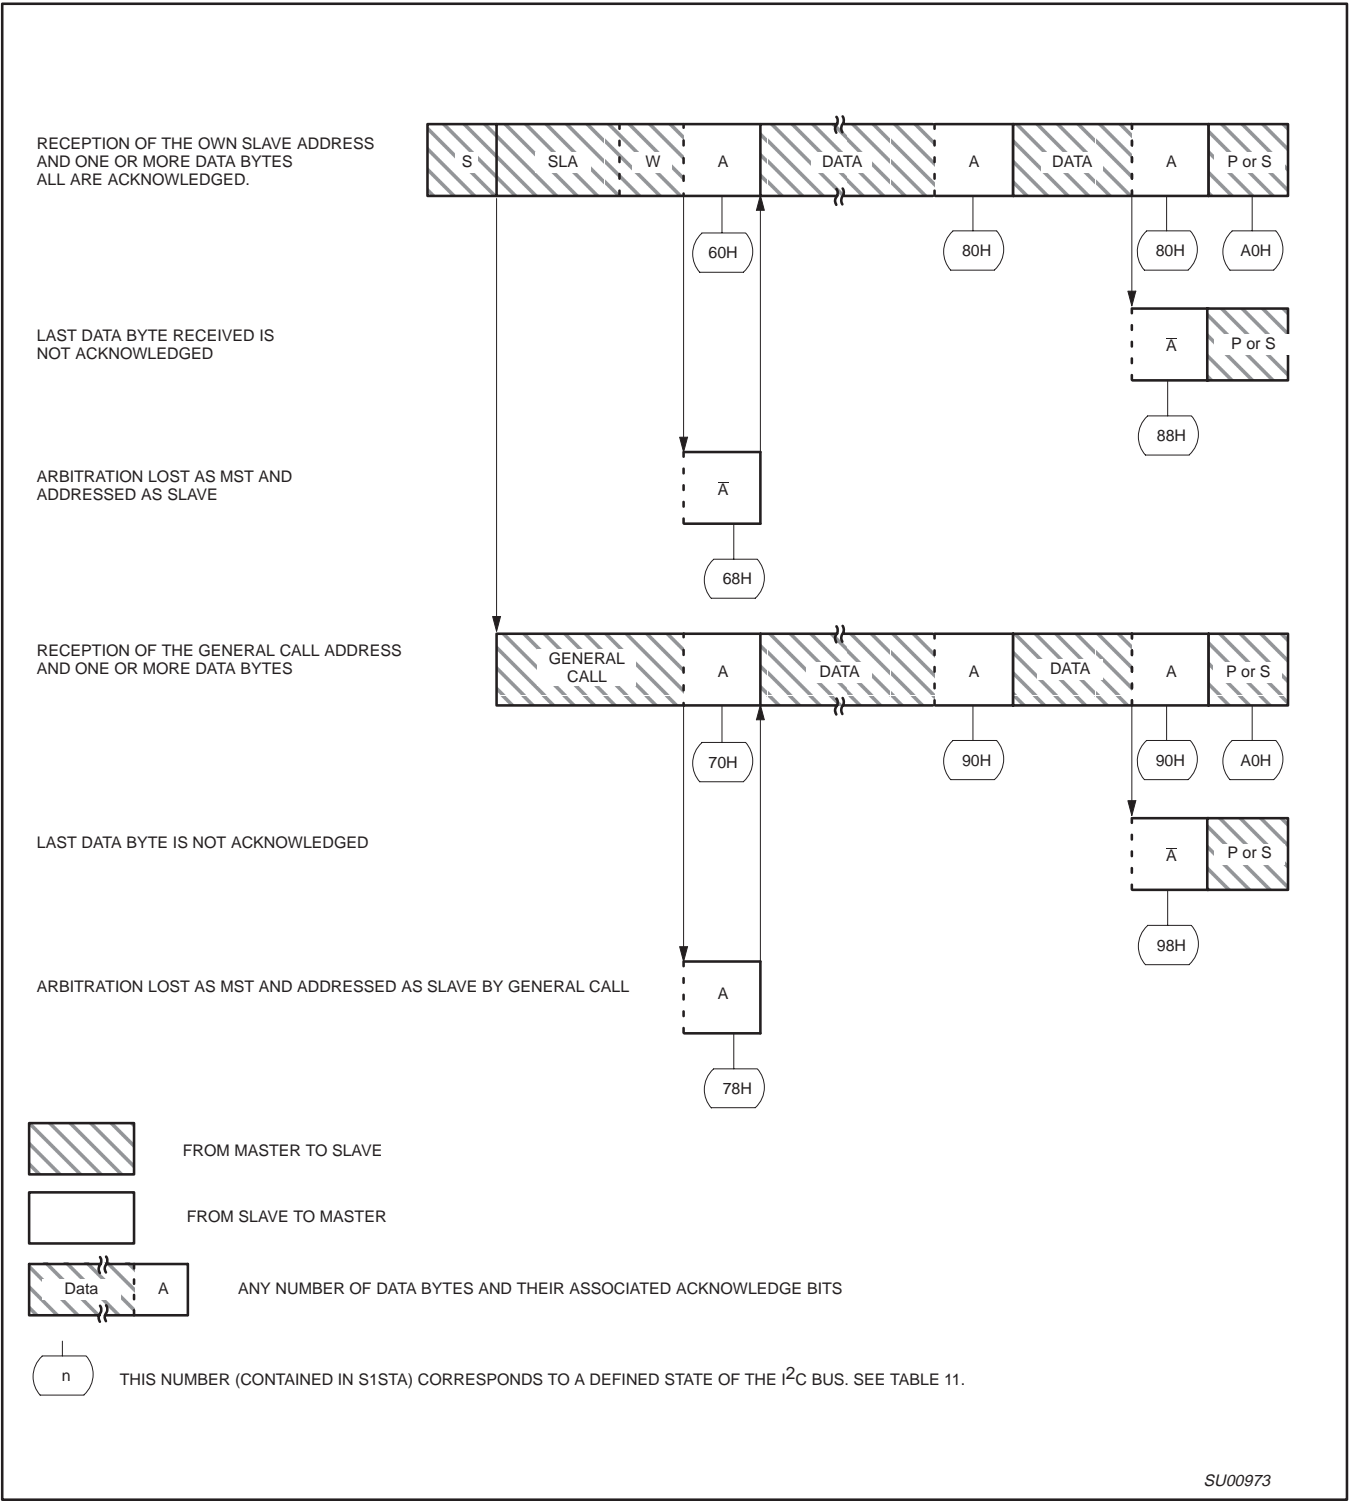 RECEPTION OF THE OWN SLAVE ADDRESS
AND ONE OR MORE DATA BYTES
ALL ARE ACKNOWLEDGED.
S SLA W A DATA A DATA A P or S
60H 80H 80H A0H
LAST DATA BYTE RECEIVED IS
NOT ACKNOWLEDGED
A̅ P or S
88H
ARBITRATION LOST AS MST AND
ADDRESSED AS SLAVE
A̅
68H
RECEPTION OF THE GENERAL CALL ADDRESS
AND ONE OR MORE DATA BYTES
GENERAL
CALL
A DATA A DATA A P or S
70H 90H 90H A0H
LAST DATA BYTE IS NOT ACKNOWLEDGED
A̅ P or S
98H
ARBITRATION LOST AS MST AND ADDRESSED AS SLAVE BY GENERAL CALL
A
78H
FROM MASTER TO SLAVE
FROM SLAVE TO MASTER
Data A ANY NUMBER OF DATA BYTES AND THEIR ASSOCIATED ACKNOWLEDGE BITS
n THIS NUMBER (CONTAINED IN S1STA) CORRESPONDS TO A DEFINED STATE OF THE I²C BUS. SEE TABLE 11.
SU00973